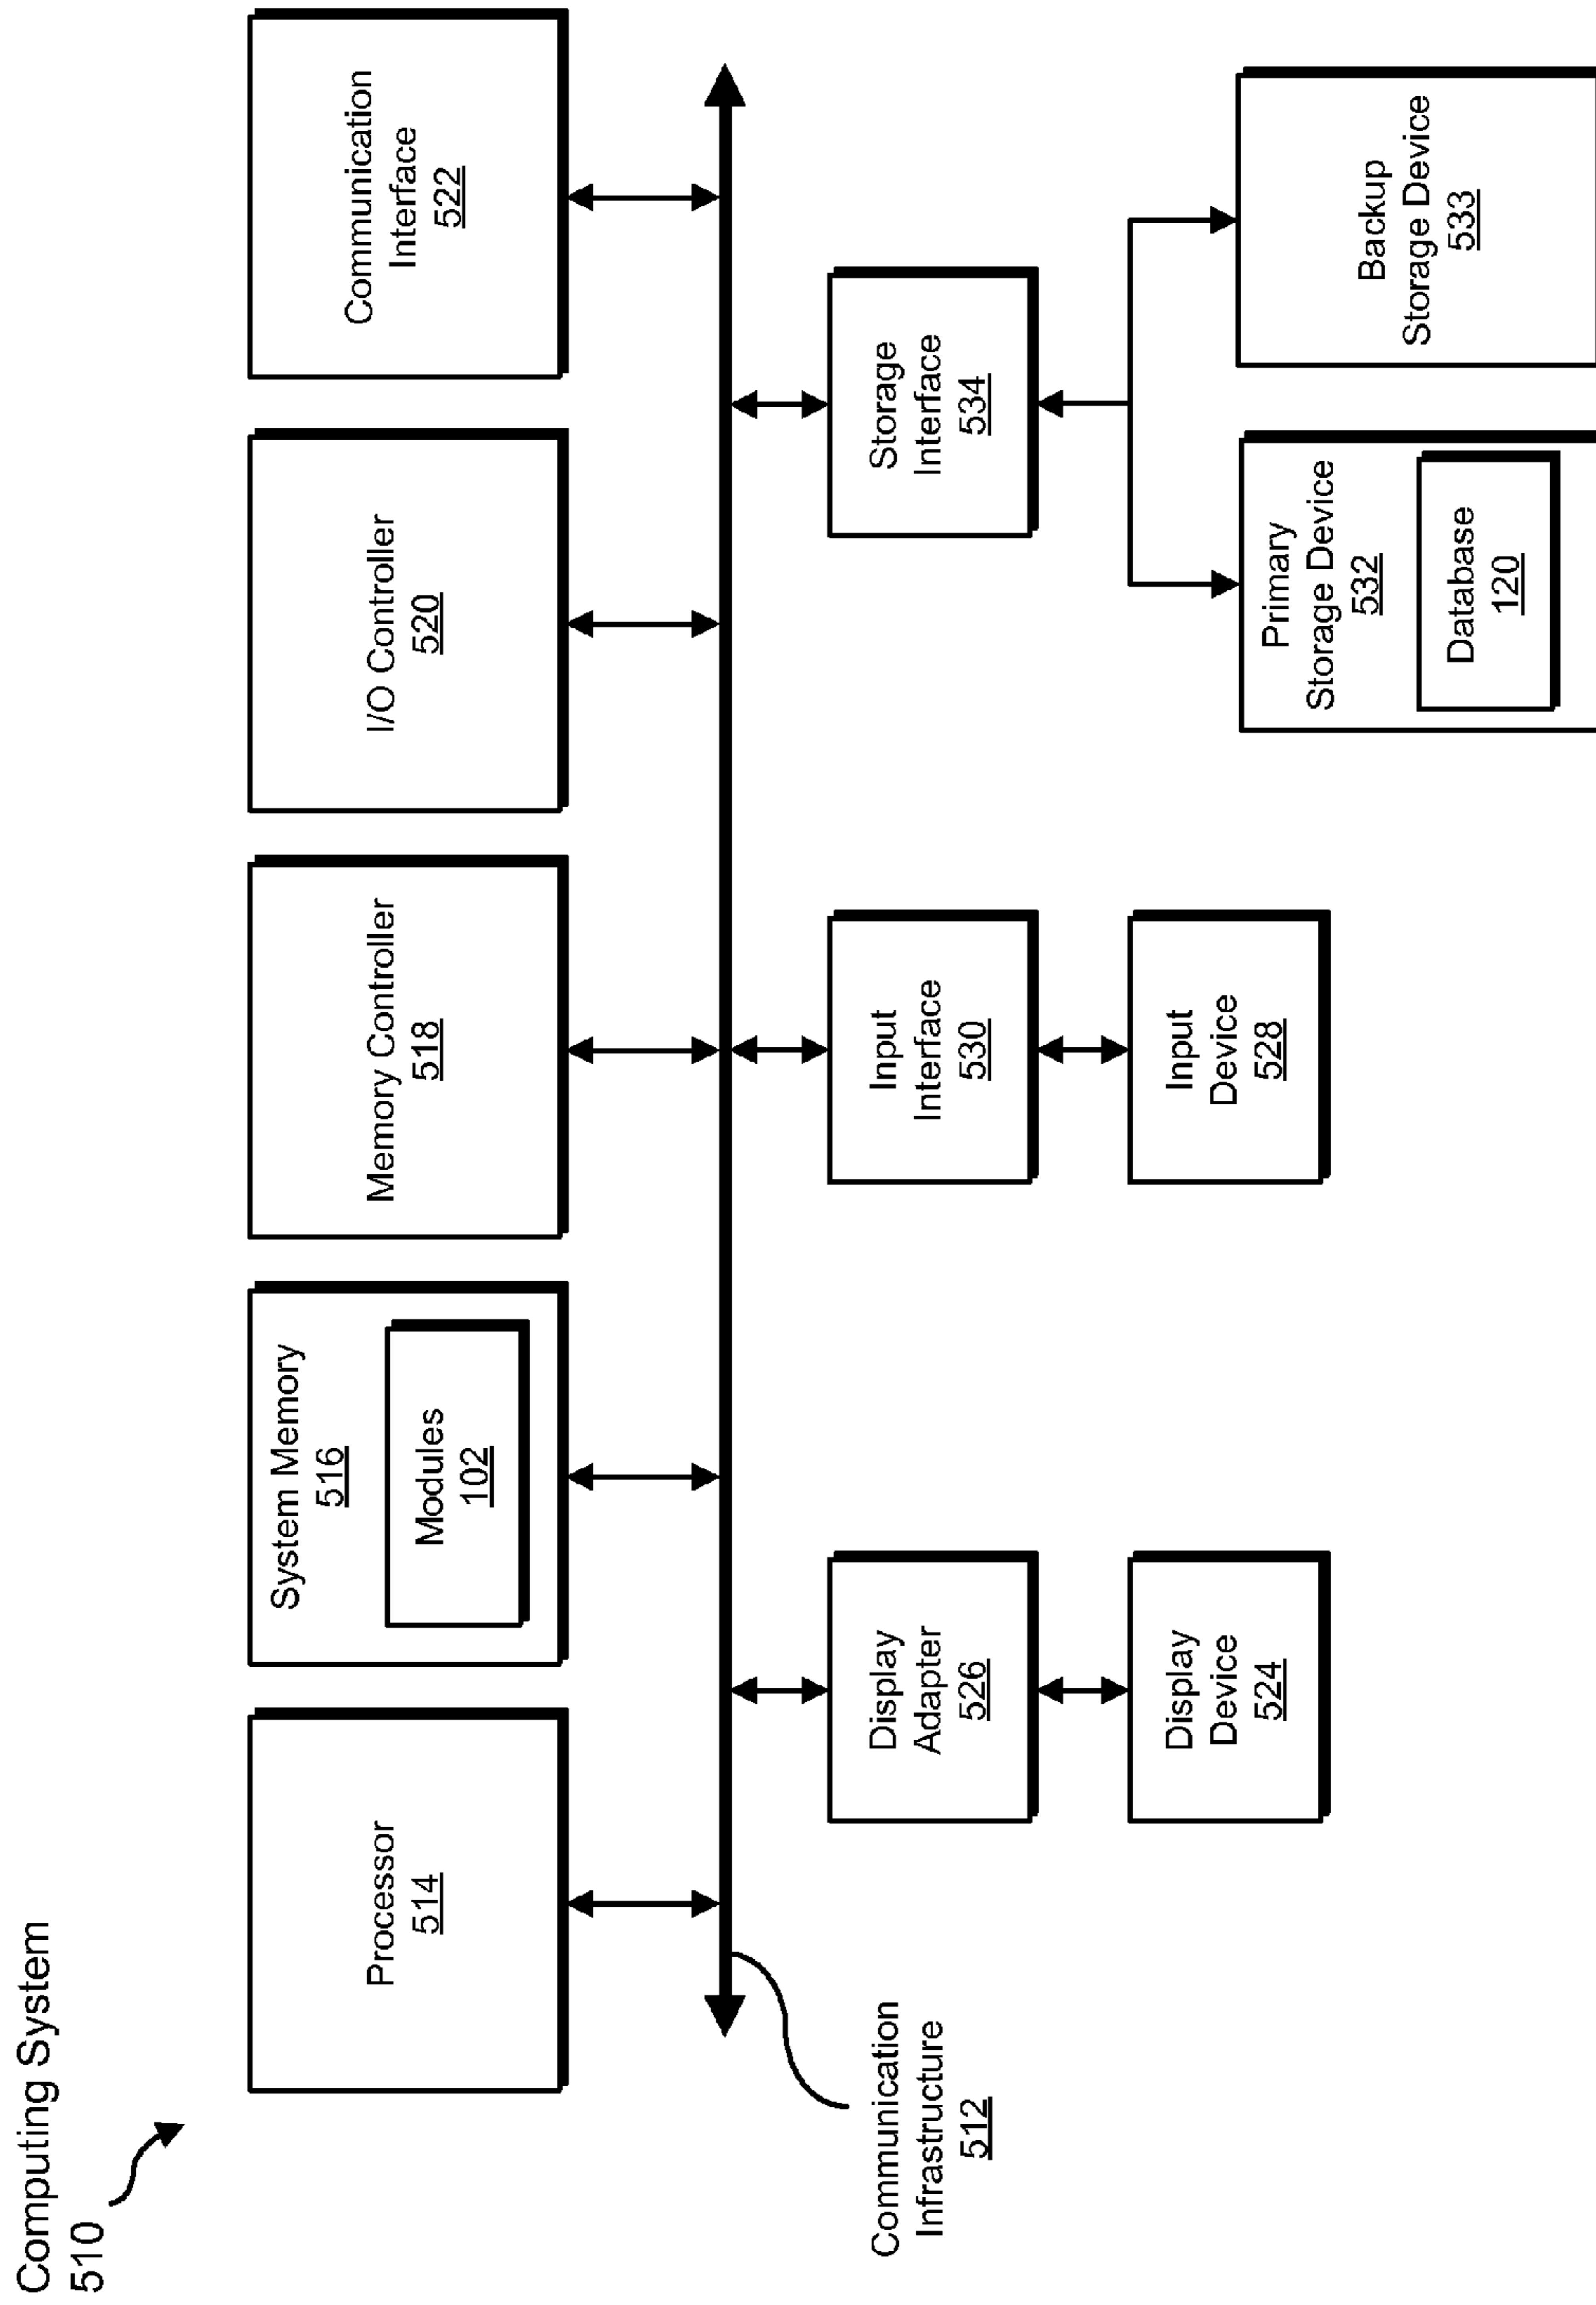 Computing System
510
Processor
514
System Memory
516
Modules
102
Memory Controller
518
I/O Controller
520
Communication
Interface
522
Communication
Infrastructure
512
Display
Adapter
526
Input
Interface
530
Storage
Interface
534
Display
Device
524
Input
Device
528
Primary
Storage Device
532
Database
120
Backup
Storage Device
533